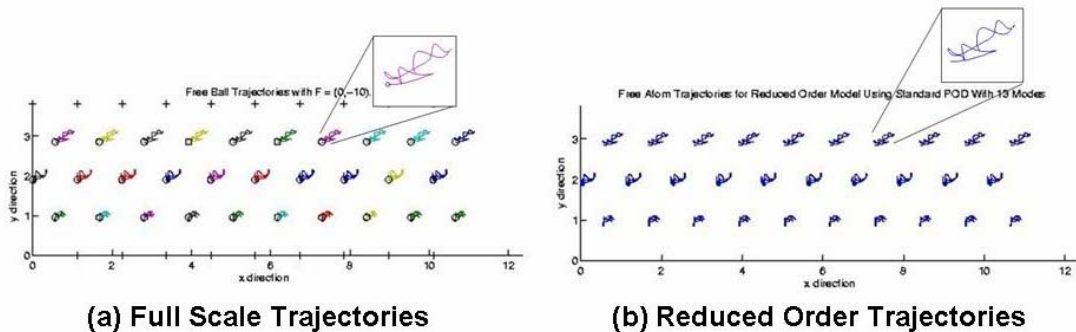 Free Ball Trajectories with F = [0,-10].
3
2
1
0
y direction
0 2 4 6 8 10 12
x direction
(a) Full Scale Trajectories
Free Atom Trajectories for Reduced Order Model Using Standard POD With 13 Modes
3
2
1
0
y direction
0 2 4 6 8 10 12
x direction
(b) Reduced Order Trajectories